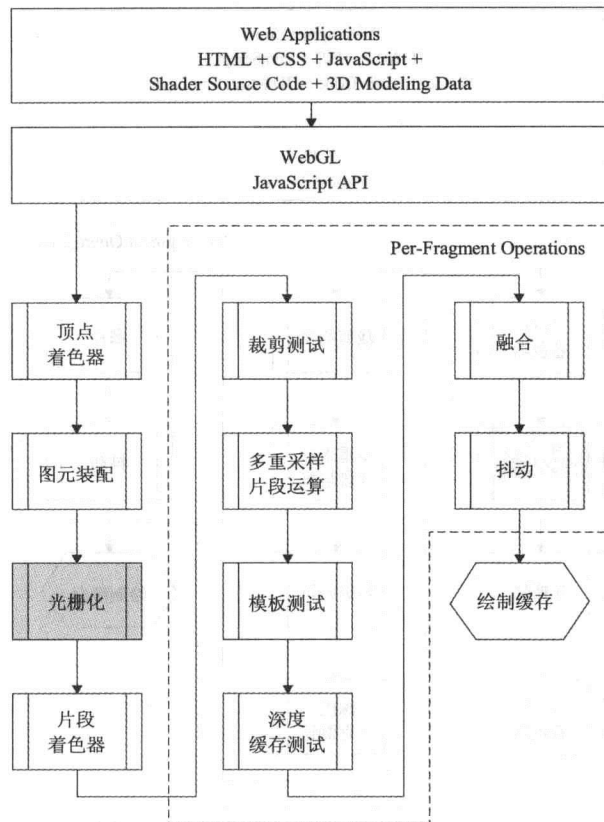 Web Applications
HTML + CSS + JavaScript +
Shader Source Code + 3D Modeling Data
WebGL
JavaScript API
Per-Fragment Operations
顶点
着色器
图元装配
光栅化
片段
着色器
裁剪测试
多重采样
片段运算
模板测试
深度
缓存测试
融合
抖动
绘制缓存